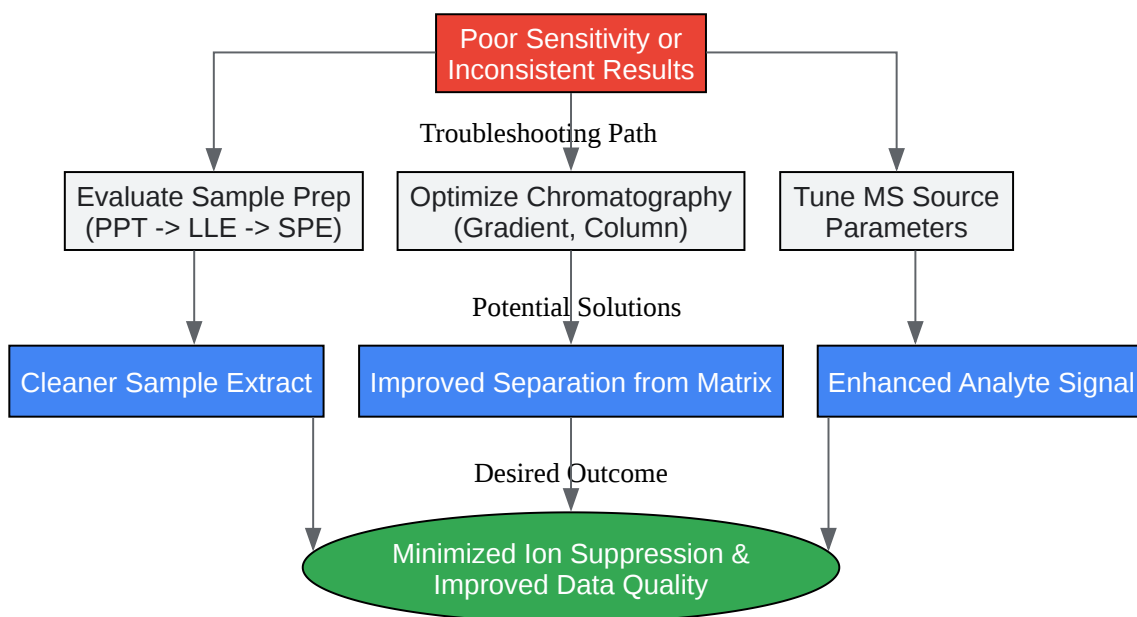 Poor Sensitivity or
Inconsistent Results
Troubleshooting Path
Evaluate Sample Prep
(PPT -> LLE -> SPE)
Optimize Chromatography
(Gradient, Column)
Tune MS Source
Parameters
Potential Solutions
Cleaner Sample Extract
Improved Separation from Matrix
Enhanced Analyte Signal
Desired Outcome
Minimized Ion Suppression &
Improved Data Quality